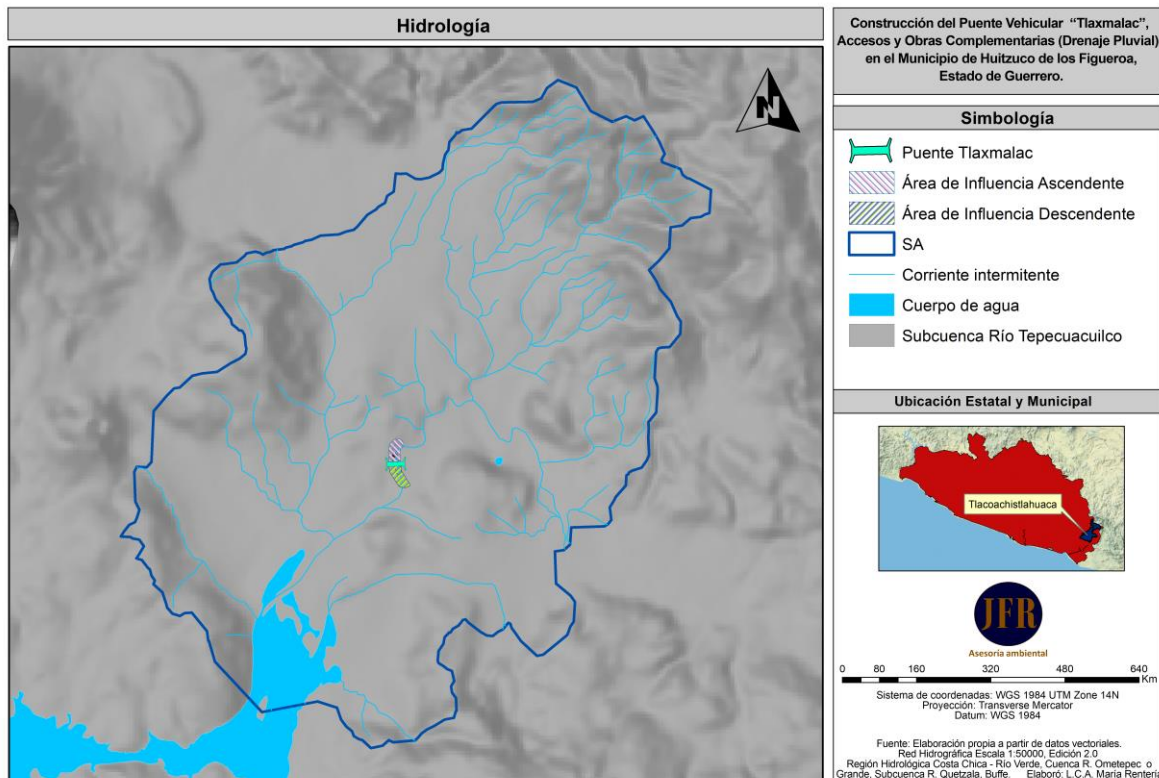 Hidrología
Construcción del Puente Vehicular “Tlaxmalac”,
Accesos y Obras Complementarias (Drenaje Pluvial)
en el Municipio de Huitzuco de los Figueroa,
Estado de Guerrero.
N
Simbología
Puente Tlaxmalac
Área de Influencia Ascendente
Área de Influencia Descendente
SA
Corriente intermitente
Cuerpo de agua
Subcuenca Río Tepecuacuilco
Ubicación Estatal y Municipal
Tlacoachistlahuaca
JFR
Asesoría ambiental
0 80 160 320 480 640
Km
Sistema de coordenadas: WGS 1984 UTM Zone 14N
Proyección: Transverse Mercator
Datum: WGS 1984
Fuente: Elaboración propia a partir de datos vectoriales.
Red Hidrográfica Escala 1:50000, Edición 2.0
Región Hidrológica Costa Chica - Río Verde, Cuenca R. Ometepec o
Grande, Subcuenca R. Quetzala, Buffe. Elaboró: L.C.A. María Rentería